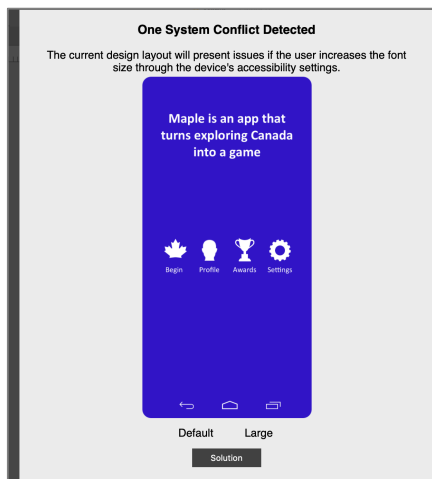 One System Conflict Detected
The current design layout will present issues if the user increases the font
size through the device's accessibility settings.
Maple is an app that
turns exploring Canada
into a game
Begin Profile Awards Settings
Default Large
Solution